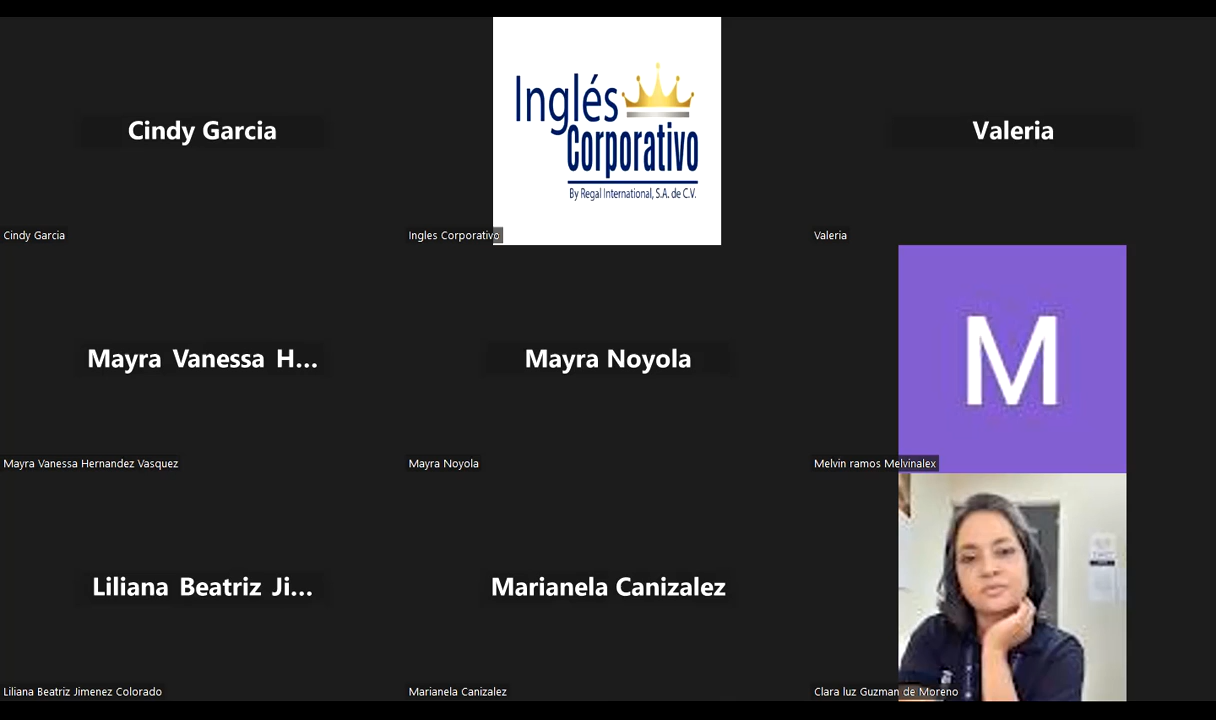 Cindy Garcia
Cindy Garcia
Inglés
Corporativo
By Regal International, S.A. de C.V.
Ingles Corporativo
Valeria
Valeria
Mayra Vanessa H...
Mayra Vanessa Hernandez Vasquez
Mayra Noyola
Mayra Noyola
M
Melvin ramos Melvinalex
Liliana Beatriz Ji...
Liliana Beatriz Jimenez Colorado
Marianela Canizalez
Marianela Canizalez
Clara luz Guzman de Moreno